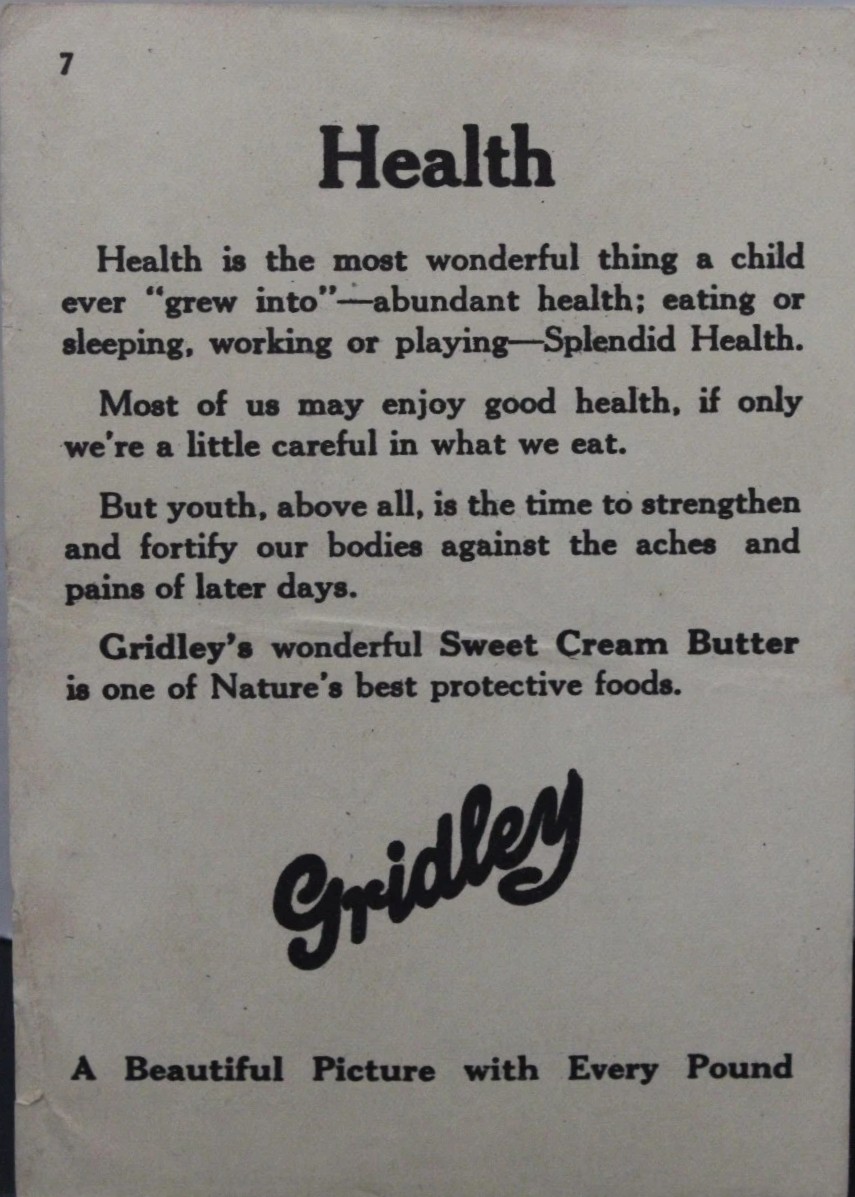 7
Health
Health is the most wonderful thing a child
ever “grew into”—abundant health; eating or
sleeping, working or playing—Splendid Health.
Most of us may enjoy good health, if only
we're a little careful in what we eat.
But youth, above all, is the time to strengthen
and fortify our bodies against the aches and
pains of later days.
Gridley's wonderful Sweet Cream Butter
is one of Nature's best protective foods.
Gridley
A Beautiful Picture with Every Pound